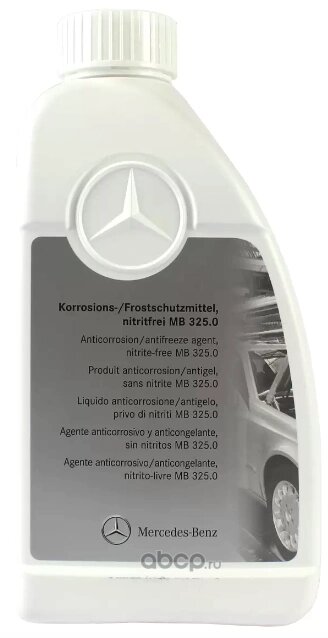 Korrosions-/Frostschutzmittel,
nitritfrei MB 325.0
Anticorrosion/antifreeze agent,
nitrite-free MB 325.0
Produit anticorrosion/antigel,
sans nitrite MB 325.0
Liquido anticorrosione/antigelo,
privo di nitriti MB 325.0
Agente anticorrosivo y anticongelante,
sin nitritos MB 325.0
Agente anticorrosivo/anticongelante,
nitrito-livre MB 325.0
Mercedes-Benz
abcp.ru